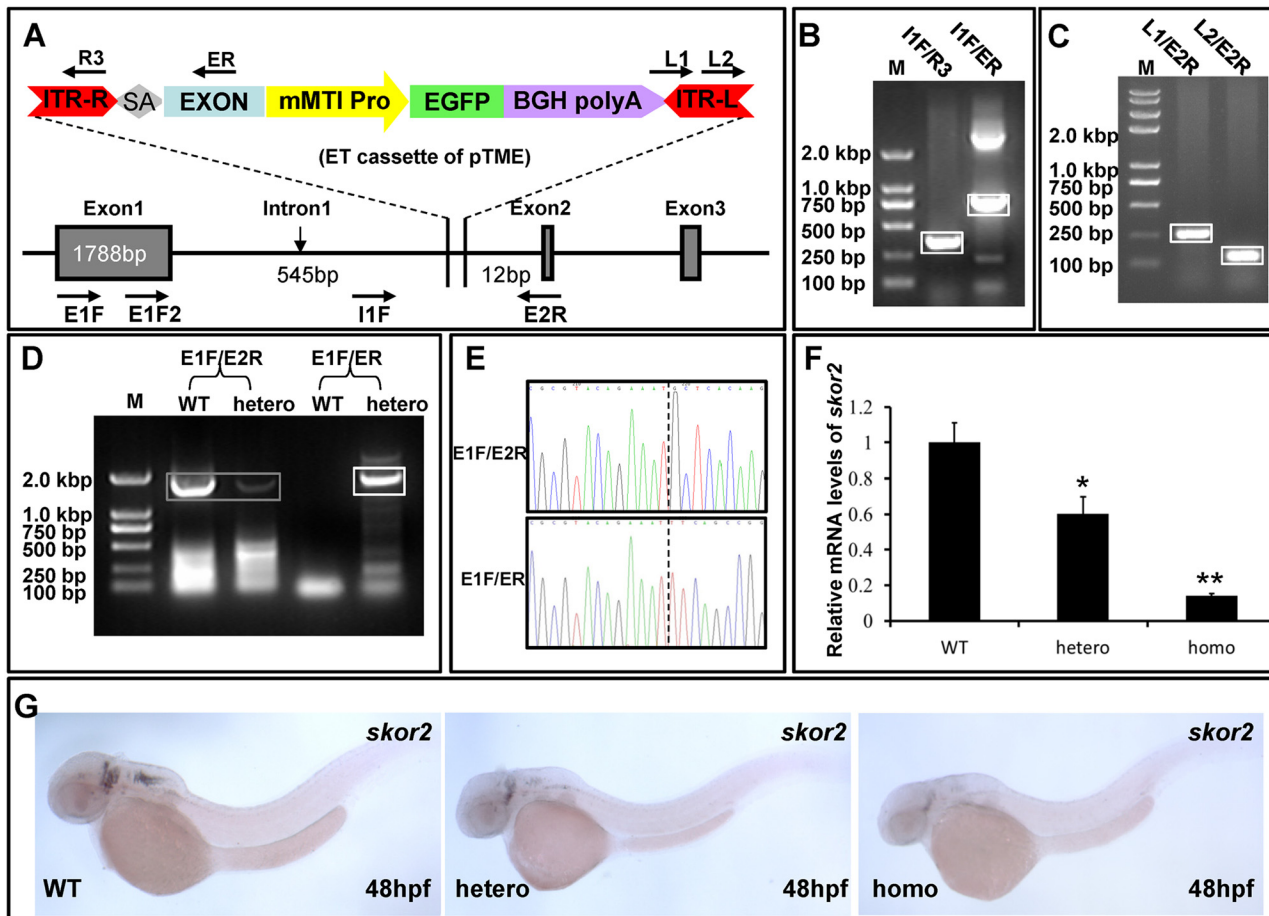 A
R3
ER
L1
L2
ITR-R
SA
EXON
mMTI Pro
EGFP
BGH polyA
ITR-L
(ET cassette of pTME)
Exon1
Intron1
Exon2
Exon3
1788bp
545bp
12bp
E1F
E1F2
I1F
E2R
B
M
I1F/R3
I1F/ER
2.0 kbp
1.0 kbp
750 bp
500 bp
250 bp
100 bp
C
M
L1/E2R
L2/E2R
2.0 kbp
1.0 kbp
750 bp
500 bp
250 bp
100 bp
D
E1F/E2R
E1F/ER
M
WT
hetero
WT
hetero
2.0 kbp
1.0 kbp
750 bp
500 bp
250 bp
100 bp
E
CGCGTACAGAAATGCTCACAAG
E1F/E2R
CGCGTACAGAAATTTCAGCCGG
E1F/ER
F
Relative mRNA levels of skor2
1.2
1
0.8
0.6
0.4
0.2
0
*
**
WT
hetero
homo
G
skor2
WT
48hpf
skor2
hetero
48hpf
skor2
homo
48hpf